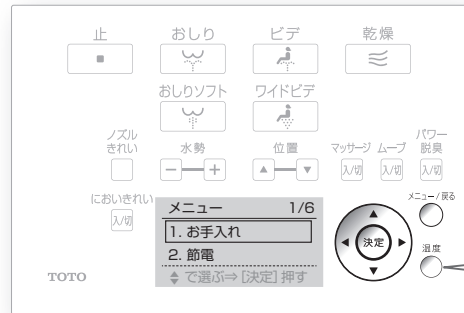 止 おしり ビデ 乾燥
おしりソフト ワイドビデ
ノズル
きれい
水勢 位置 マッサージ ムーブ パワー
脱臭
− + ▲ ▼ 入/切 入/切 入/切
においきれい
入/切
メニュー 1/6
1. お手入れ
2. 節電
で選ぶ⇒[決定]押す
メニュー/戻る
決定
温度
TOTO